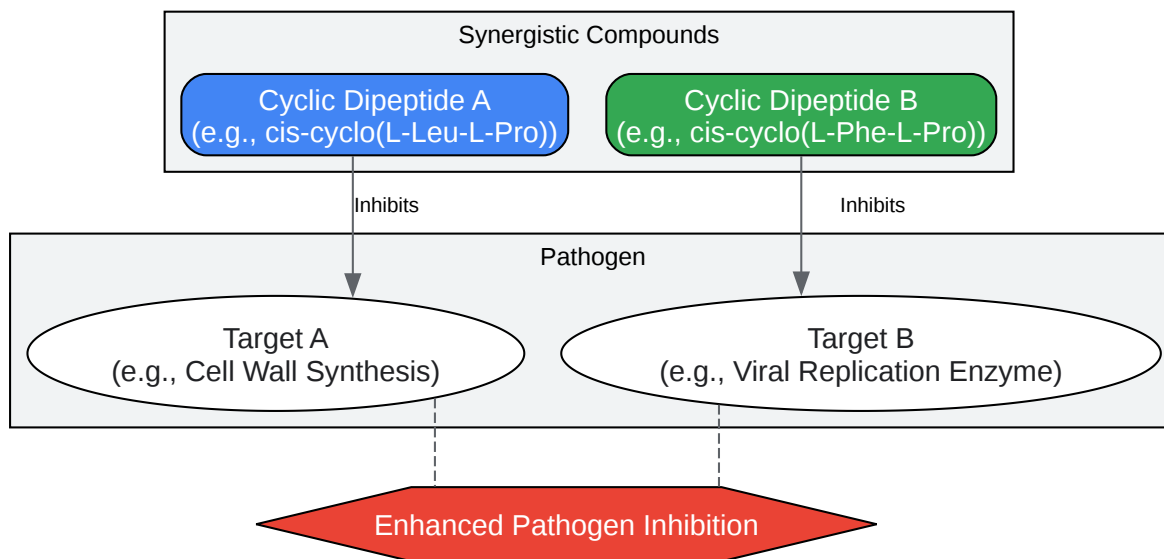 Synergistic Compounds
Cyclic Dipeptide A
(e.g., cis-cyclo(L-Leu-L-Pro))
Cyclic Dipeptide B
(e.g., cis-cyclo(L-Phe-L-Pro))
Inhibits
Inhibits
Pathogen
Target A
(e.g., Cell Wall Synthesis)
Target B
(e.g., Viral Replication Enzyme)
Enhanced Pathogen Inhibition